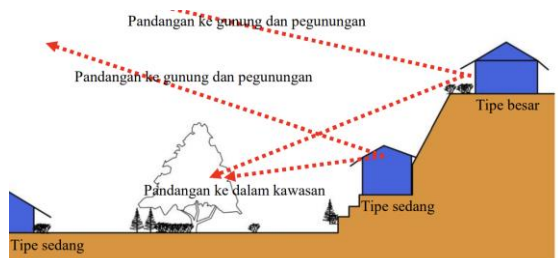 Pandangan ke gunung dan pegunungan
Pandangan ke gunung dan pegunungan
Tipe besar
Pandangan ke dalam kawasan
Tipe sedang
Tipe sedang